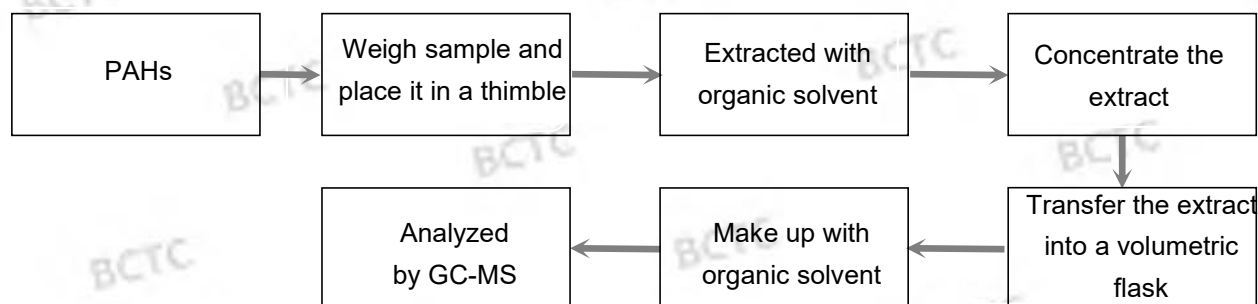 PAHs
Weigh sample and
place it in a thimble
Extracted with
organic solvent
Concentrate the
extract
Transfer the extract
into a volumetric
flask
Make up with
organic solvent
Analyzed
by GC-MS
BCTC
BCTC
BCTC
BCTC
BCTC
BCTC
BCTC